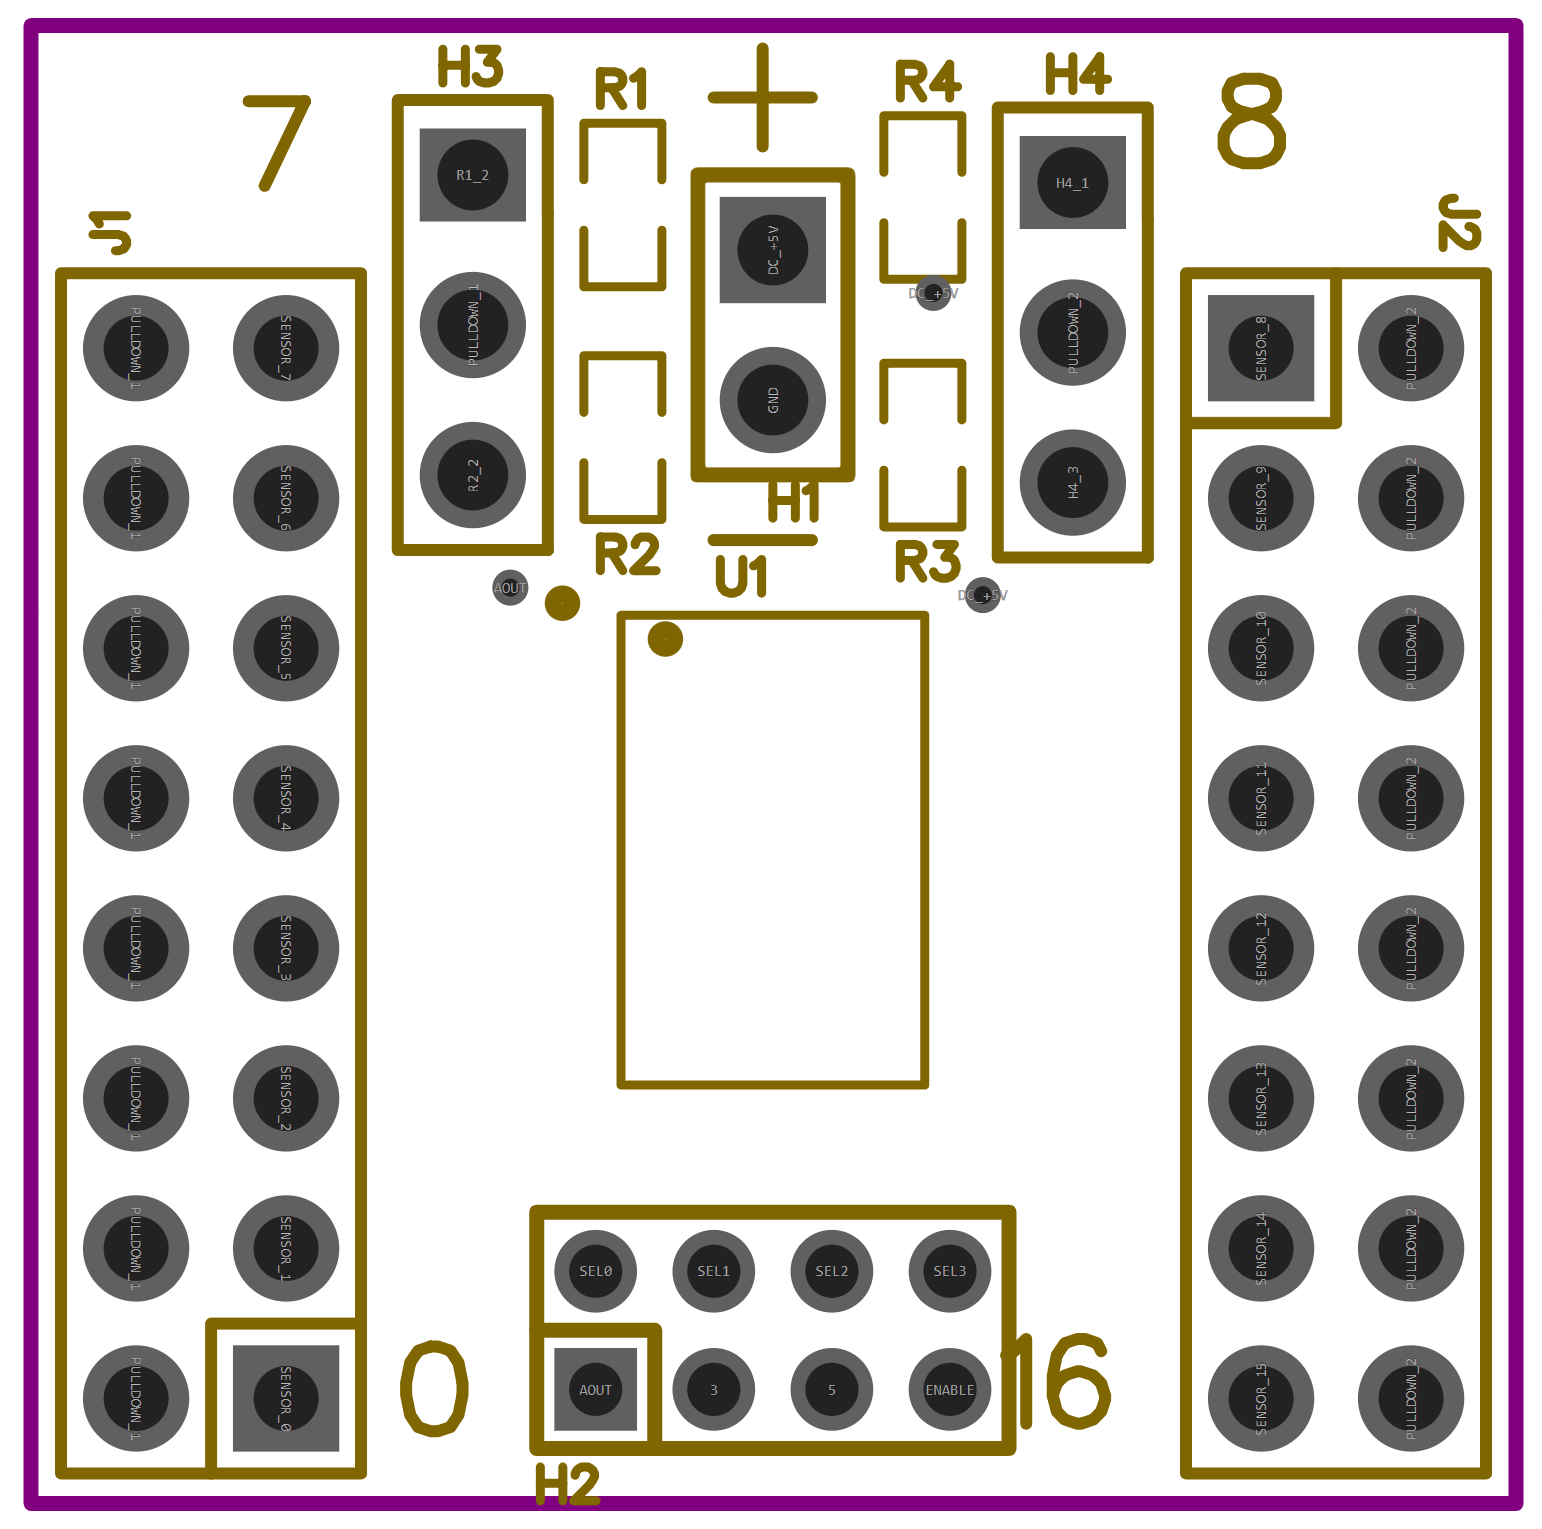 H3
R1
+
R4
H4
7
8
J1
J2
R1_2
PULLDOWN_1
R2_2
DC_+5V
GND
H1
DC_+5V
H4_1
PULLDOWN_2
H4_3
R2
R3
U1
AOUT
DC_+5V
PULLDOWN_1 SENSOR_7
PULLDOWN_1 SENSOR_6
PULLDOWN_1 SENSOR_5
PULLDOWN_1 SENSOR_4
PULLDOWN_1 SENSOR_3
PULLDOWN_1 SENSOR_2
PULLDOWN_1 SENSOR_1
PULLDOWN_1 SENSOR_0
SENSOR_8 PULLDOWN_2
SENSOR_9 PULLDOWN_2
SENSOR_10 PULLDOWN_2
SENSOR_11 PULLDOWN_2
SENSOR_12 PULLDOWN_2
SENSOR_13 PULLDOWN_2
SENSOR_14 PULLDOWN_2
SENSOR_15 PULLDOWN_2
SEL0 SEL1 SEL2 SEL3
AOUT 3 5 ENABLE
0
16
H2